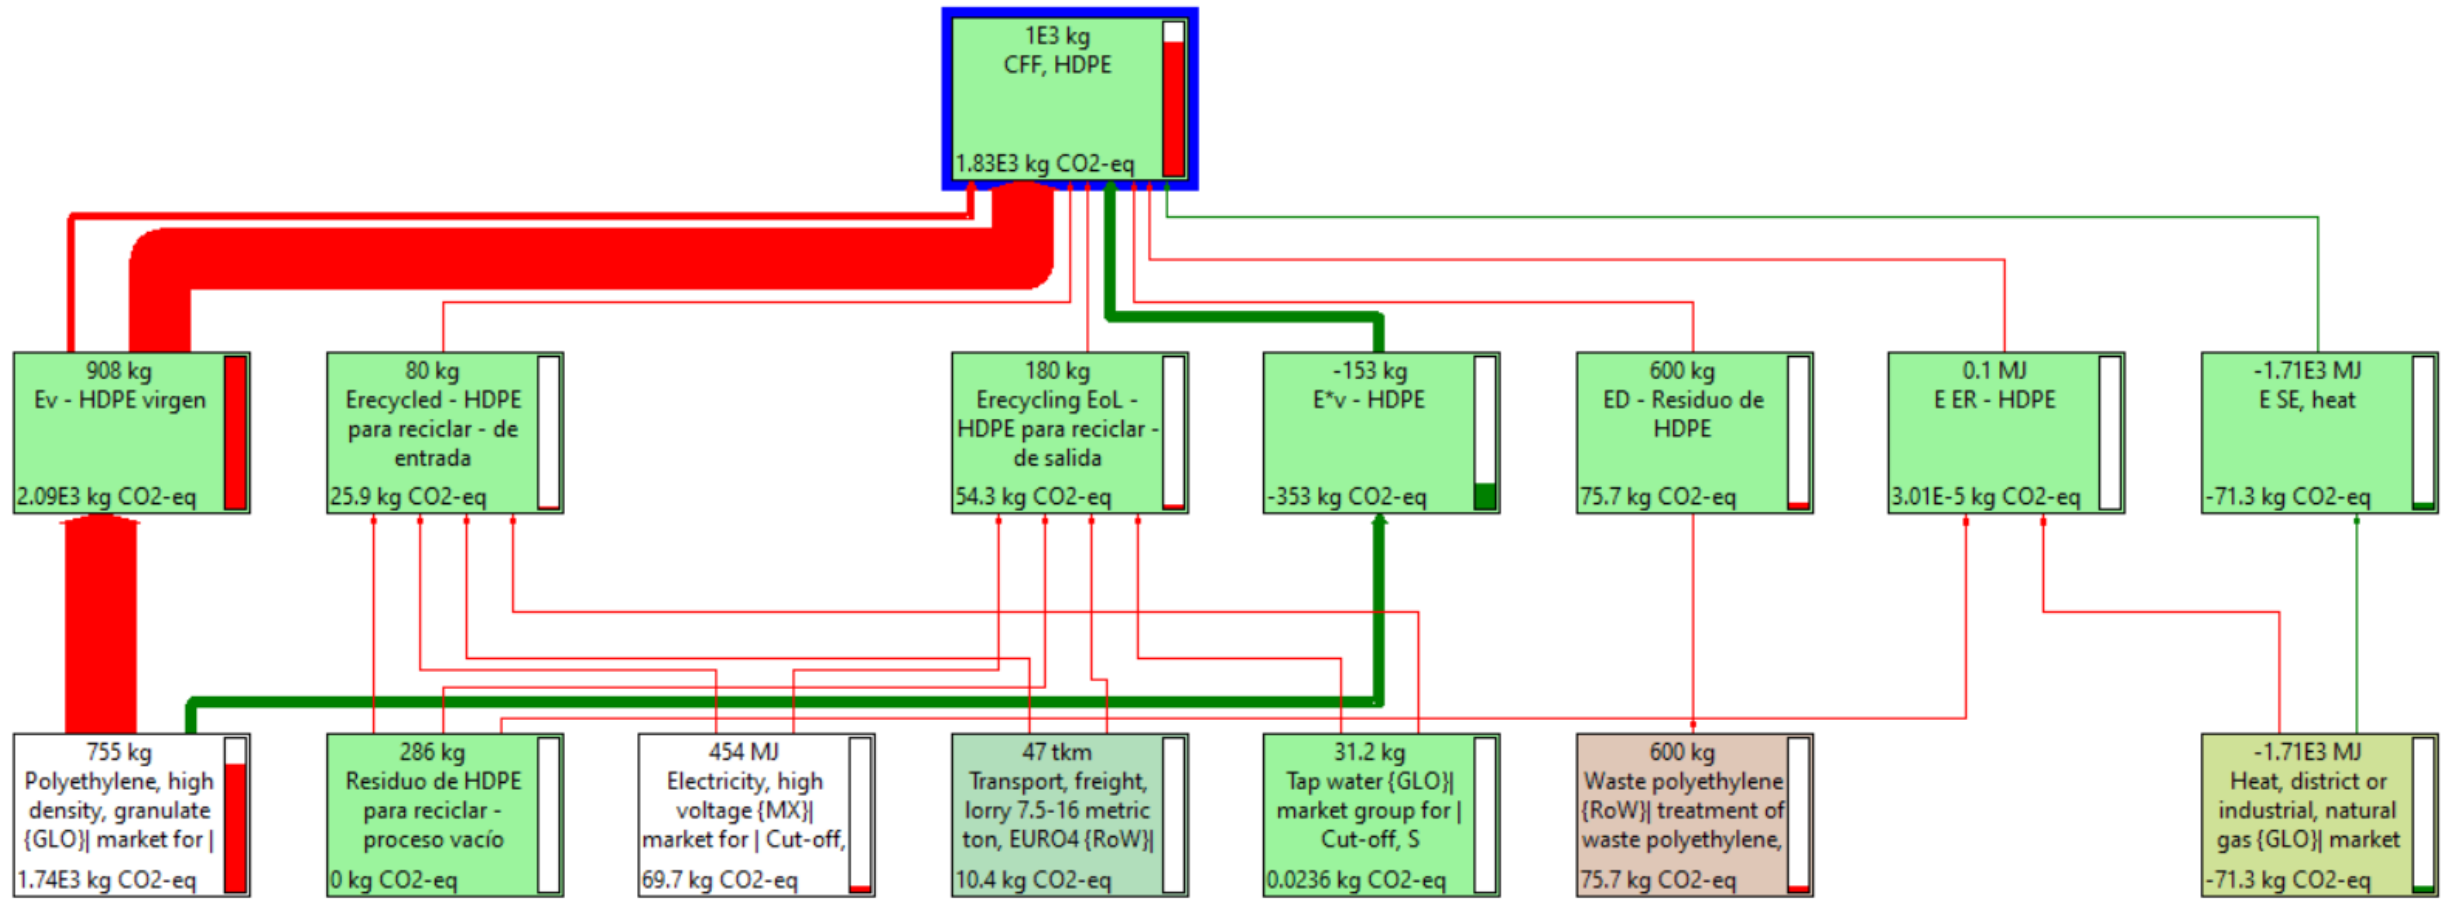 1E3 kg
CFF, HDPE
1.83E3 kg CO2-eq
908 kg
Ev - HDPE virgen
2.09E3 kg CO2-eq
80 kg
Erecycled - HDPE
para reciclar - de
entrada
25.9 kg CO2-eq
180 kg
Erecycling EoL -
HDPE para reciclar -
de salida
54.3 kg CO2-eq
-153 kg
E*v - HDPE
-353 kg CO2-eq
600 kg
ED - Residuo de
HDPE
75.7 kg CO2-eq
0.1 MJ
E ER - HDPE
3.01E-5 kg CO2-eq
-1.71E3 MJ
E SE, heat
-71.3 kg CO2-eq
755 kg
Polyethylene, high
density, granulate
{GLO}| market for |
1.74E3 kg CO2-eq
286 kg
Residuo de HDPE
para reciclar -
proceso vacío
0 kg CO2-eq
454 MJ
Electricity, high
voltage {MX}|
market for | Cut-off,
69.7 kg CO2-eq
47 tkm
Transport, freight,
lorry 7.5-16 metric
ton, EURO4 {RoW}|
10.4 kg CO2-eq
31.2 kg
Tap water {GLO}|
market group for |
Cut-off, S
0.0236 kg CO2-eq
600 kg
Waste polyethylene
{RoW}| treatment of
waste polyethylene,
75.7 kg CO2-eq
-1.71E3 MJ
Heat, district or
industrial, natural
gas {GLO}| market
-71.3 kg CO2-eq